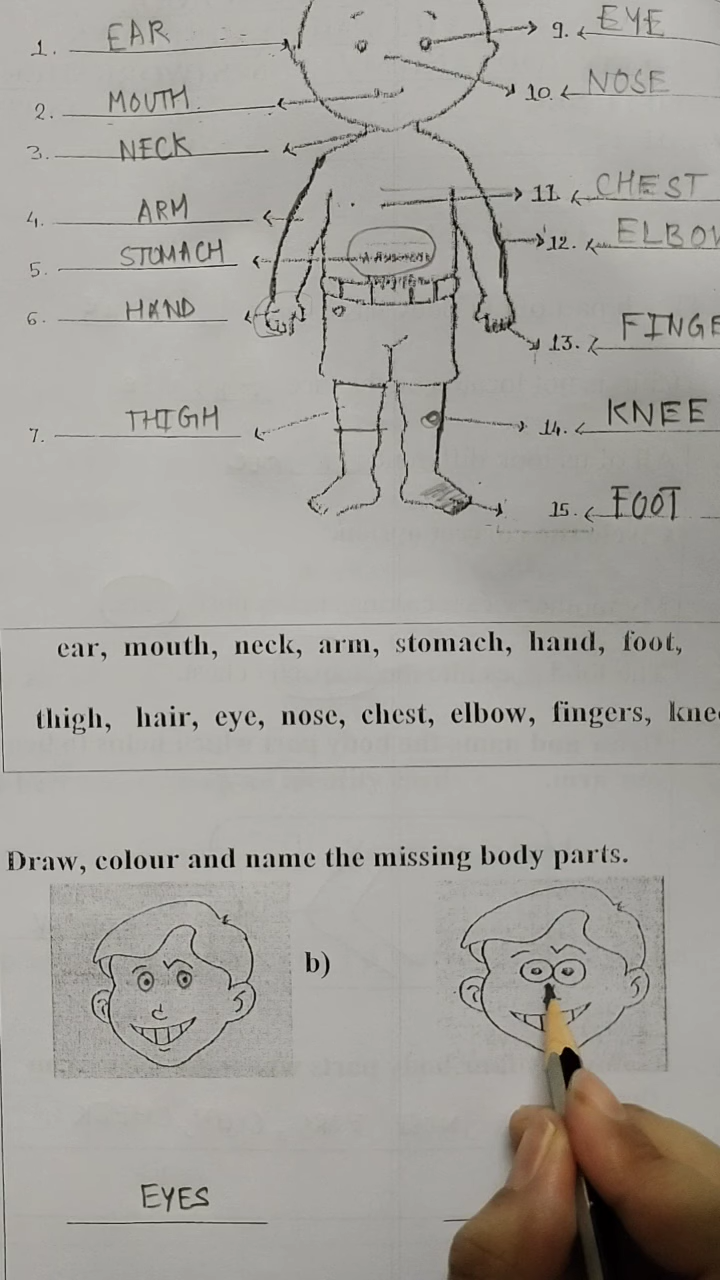 1. EAR
9. EYE
2. MOUTH
10. NOSE
3. NECK
4. ARM
11. CHEST
5. STOMACH
12. ELBOW
6. HAND
13. FINGE
7. THIGH
14. KNEE
15. FOOT
ear, mouth, neck, arm, stomach, hand, foot,
thigh, hair, eye, nose, chest, elbow, fingers, knee
Draw, colour and name the missing body parts.
b)
EYES